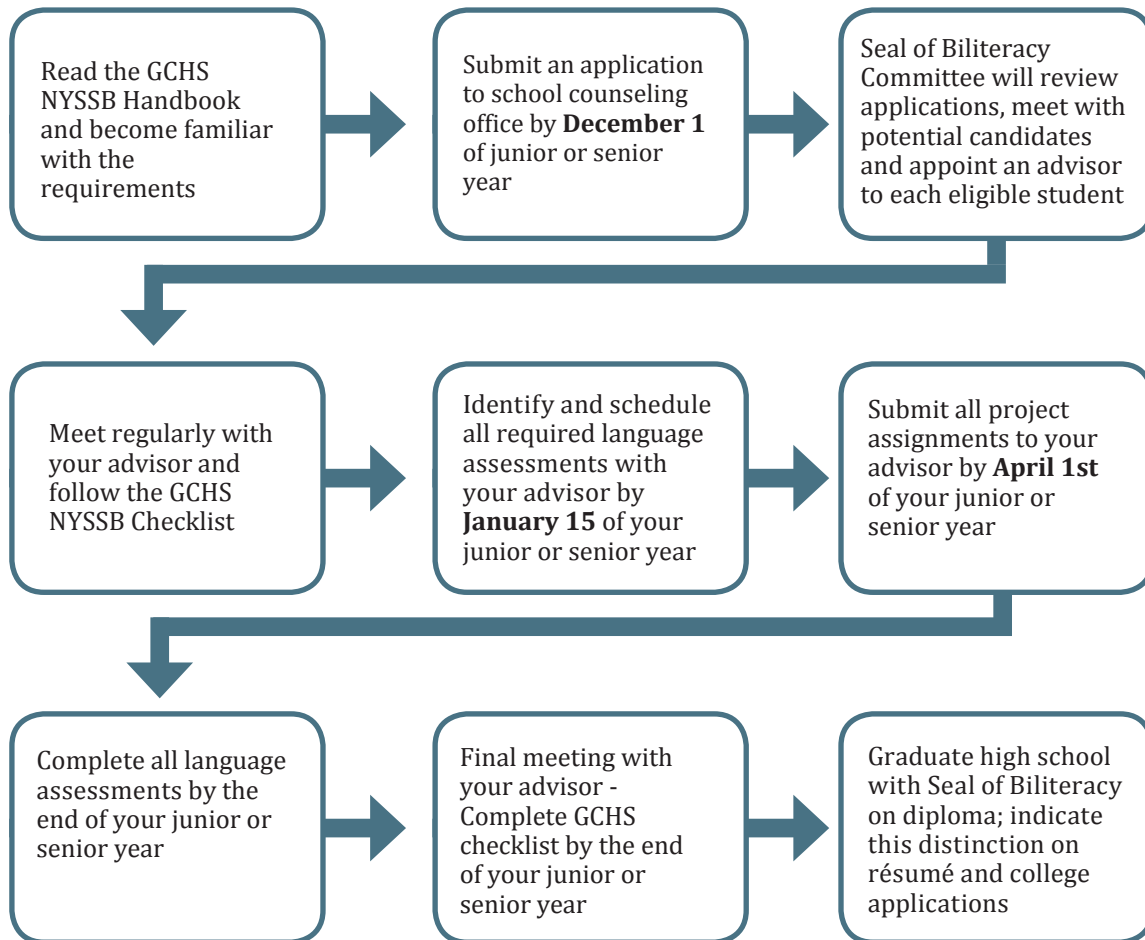 Read the GCHS
NYSSB Handbook
and become familiar
with the
requirements
Submit an application
to school counseling
office by December 1
of junior or senior
year
Seal of Biliteracy
Committee will review
applications, meet with
potential candidates
and appoint an advisor
to each eligible student
Meet regularly with
your advisor and
follow the GCHS
NYSSB Checklist
Identify and schedule
all required language
assessments with
your advisor by
January 15 of your
junior or senior year
Submit all project
assignments to your
advisor by April 1st
of your junior or
senior year
Complete all language
assessments by the
end of your junior or
senior year
Final meeting with
your advisor -
Complete GCHS
checklist by the end
of your junior or
senior year
Graduate high school
with Seal of Biliteracy
on diploma; indicate
this distinction on
résumé and college
applications